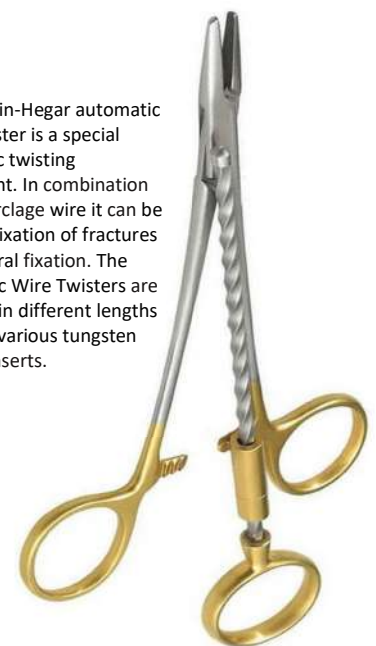 in-Hegar automatic
ster is a special
c twisting
nt. In combination
rclage wire it can be
ixation of fractures
ral fixation. The
c Wire Twisters are
in different lengths
various tungsten
nserts.